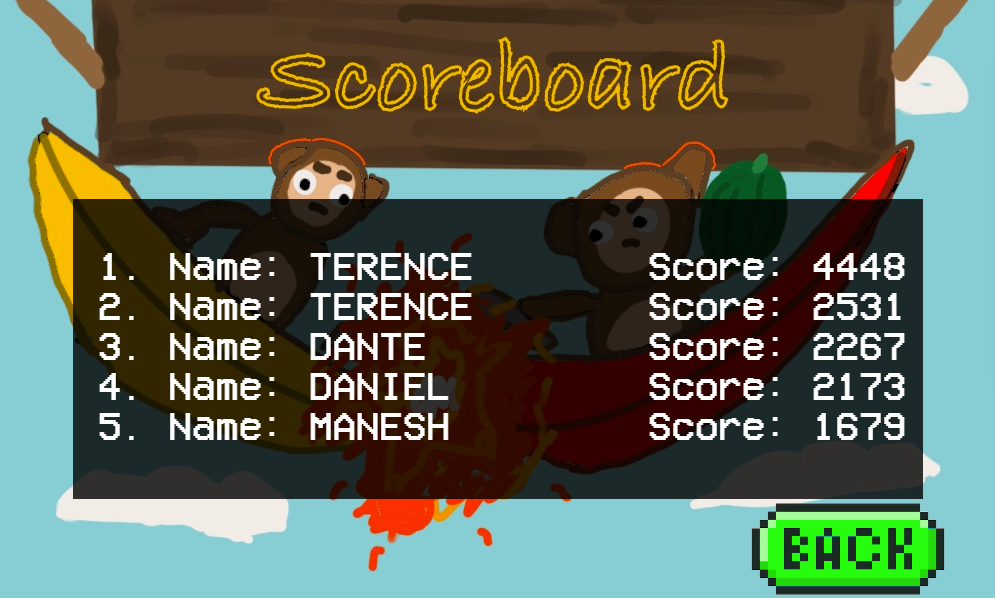 Scoreboard
1. Name: TERENCE Score: 4448
2. Name: TERENCE Score: 2531
3. Name: DANTE Score: 2267
4. Name: DANIEL Score: 2173
5. Name: MANESH Score: 1679
BACK